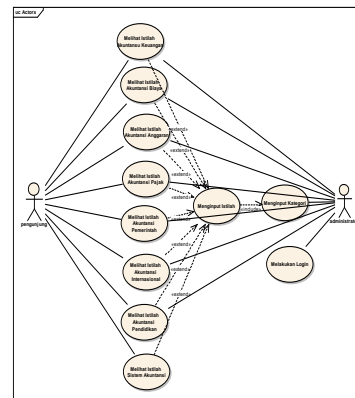 uc Actors
Melihat Istilah
Akuntansu Keuangan
Melihat Istilah
Akuntansi Biaya
Melihat Istilah
Akuntansi Anggaran
«extend»
«extend»
Melihat Istilah
Akuntansi Pajak
«extend»
pengunjung
Menginput Istilah
Menginput Kategori
«include»
administrator
Melihat Istilah
Akuntansi
Pemerintah
«extend»
Melihat Istilah
Akuntansi
Internasional
Melakukan Login
«extend»
«extend»
Melihat Istilah
Akuntansi
Pendidikan
Melihat Istilah
Sistem Akuntansi